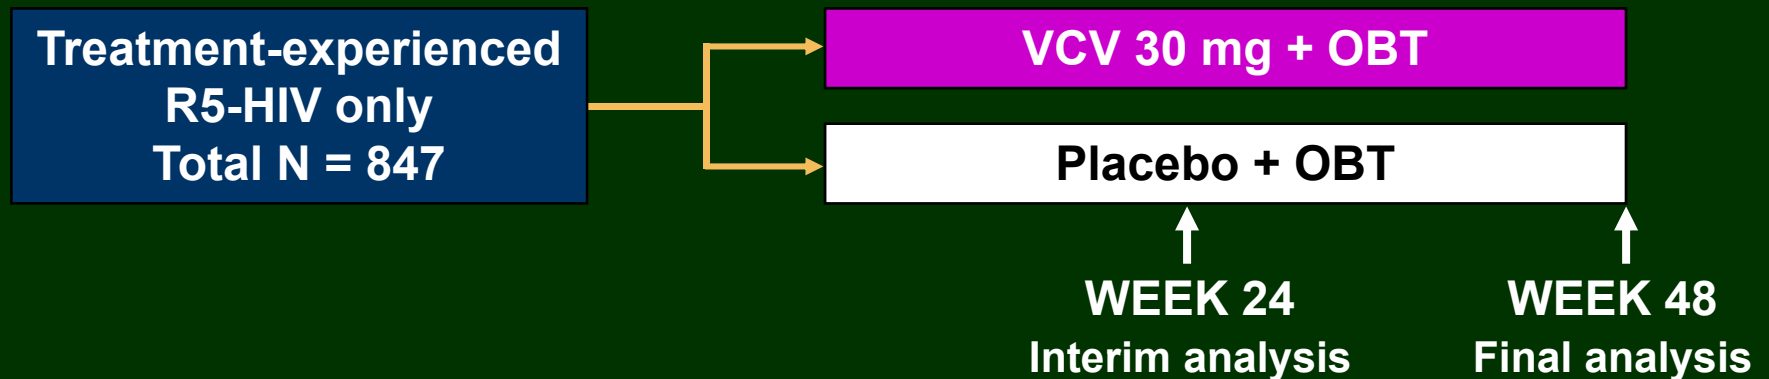 Treatment-experienced
R5-HIV only
Total N = 847
VCV 30 mg + OBT
Placebo + OBT
WEEK 24
Interim analysis
WEEK 48
Final analysis